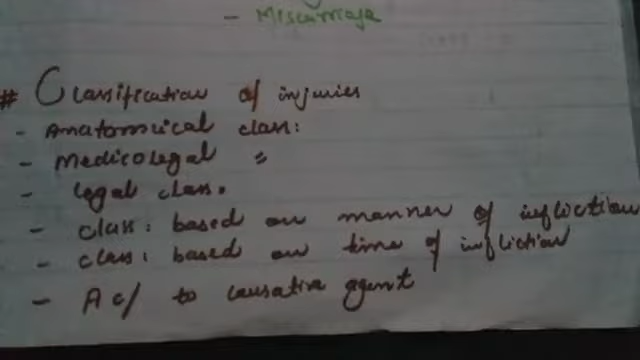 - Miscarriage
# Classification of injuries
- Anatomical class:
- Medicolegal "
- legal class.
- class: based on manner of infliction
- class: based on time of infliction
- Ac/ to causative agent